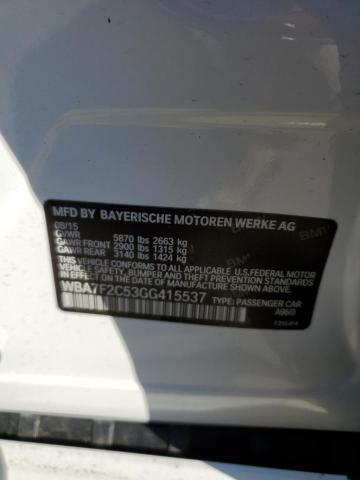 MFD BY BAYERISCHE MOTOREN WERKE AG
08/15
GVWR 5870 lbs 2663 kg
GAWR FRONT 2900 lbs 1315 kg
GAWR REAR 3140 lbs 1424 kg
THIS VEHICLE CONFORMS TO ALL APPLICABLE U.S.FEDERAL MOTOR
VEHICLE SAFETY, BUMPER AND THEFT PREVENTION STANDARDS
IN EFFECT ON THE DATE OF MANUFACTURE SHOWN ABOVE.
WBA7F2C53GG415537 TYPE: PASSENGER CAR
A96/0